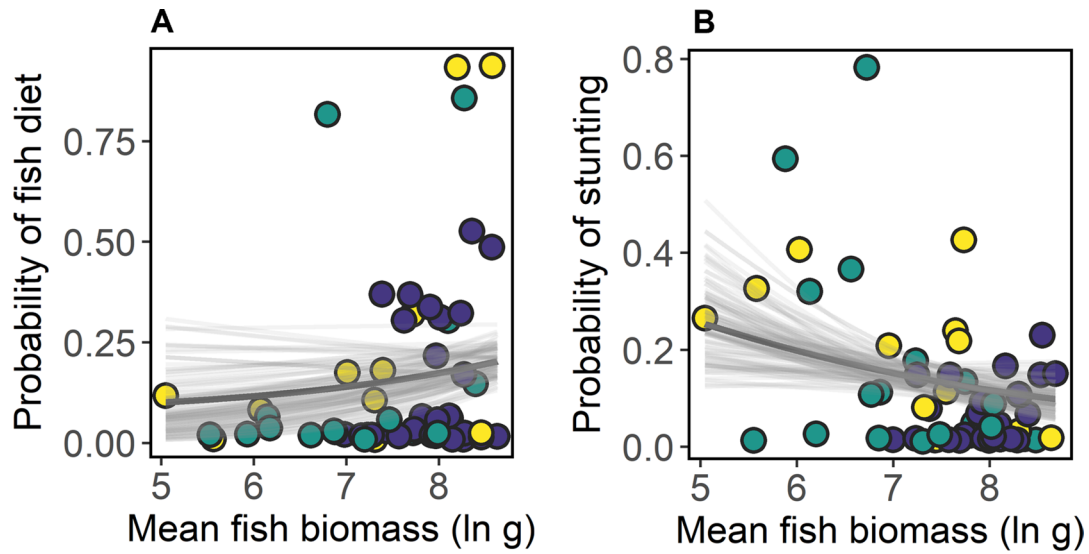 A
Probability of fish diet
0.75
0.50
0.25
0.00
5 6 7 8
Mean fish biomass (ln g)
B
Probability of stunting
0.8
0.6
0.4
0.2
0.0
5 6 7 8
Mean fish biomass (ln g)